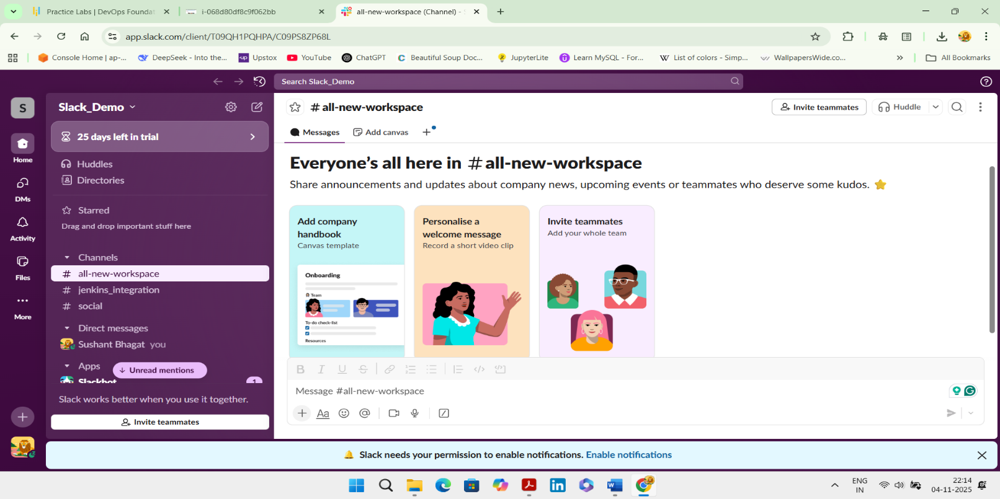 Practice Labs | DevOps Foundat
i-068d80df8c9f062bb
all-new-workspace (Channel) -
app.slack.com/client/T09QH1PQHPA/C09PS8ZP68L
Console Home | ap-...
DeepSeek - Into the...
up
Upstox
YouTube
ChatGPT
Beautiful Soup Doc...
JupyterLite
Learn MySQL - For...
List of colors - Simp...
WallpapersWide.co...
All Bookmarks
Search Slack_Demo
S
Home
DMs
Activity
Files
More
Slack_Demo
25 days left in trial
Huddles
Directories
Starred
Drag and drop important stuff here
Channels
# all-new-workspace
# jenkins_integration
# social
Direct messages
Sushant Bhagat you
Apps
Unread mentions
Slackbot 1
Slack works better when you use it together.
Invite teammates
# all-new-workspace
Invite teammates
Huddle
Messages
Add canvas
Everyone's all here in # all-new-workspace
Share announcements and updates about company news, upcoming events or teammates who deserve some kudos.
Add company
handbook
Canvas template
Onboarding
Team
To-do check-list
Resources
Personalise a
welcome message
Record a short video clip
Invite teammates
Add your whole team
Message #all-new-workspace
Aa
Slack needs your permission to enable notifications. Enable notifications
ENG
IN
22:14
04-11-2025